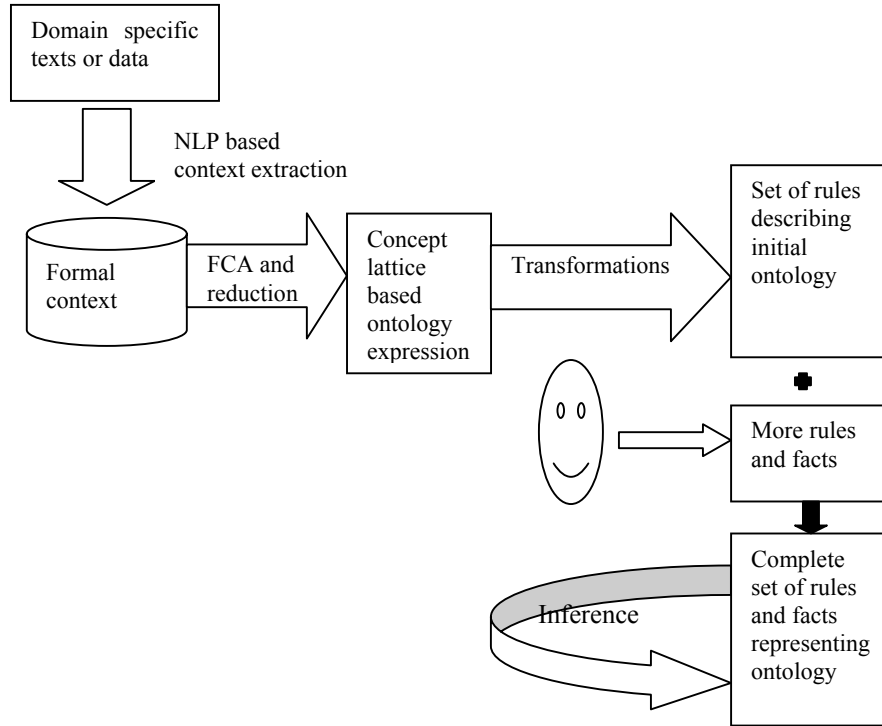 Domain specific
texts or data
NLP based
context extraction
Formal
context
FCA and
reduction
Concept
lattice
based
ontology
expression
Transformations
Set of rules
describing
initial
ontology
More rules
and facts
Complete
set of rules
and facts
representing
ontology
Inference